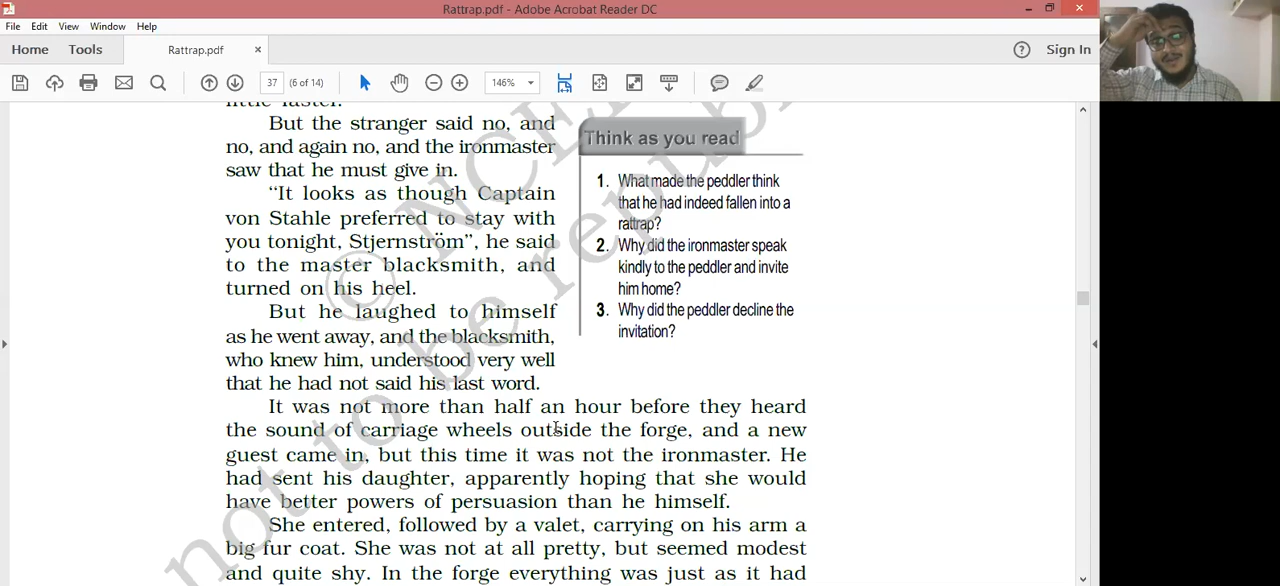 Rattrap.pdf - Adobe Acrobat Reader DC
File Edit View Window Help
Home Tools Rattrap.pdf × ? Sign In
37 (6 of 14) 146%
little faster.
But the stranger said no, and
no, and again no, and the ironmaster
saw that he must give in.
“It looks as though Captain
von Stahle preferred to stay with
you tonight, Stjernström”, he said
to the master blacksmith, and
turned on his heel.
But he laughed to himself
as he went away, and the blacksmith,
who knew him, understood very well
that he had not said his last word.
Think as you read
1. What made the peddler think
that he had indeed fallen into a
rattrap?
2. Why did the ironmaster speak
kindly to the peddler and invite
him home?
3. Why did the peddler decline the
invitation?
It was not more than half an hour before they heard
the sound of carriage wheels outside the forge, and a new
guest came in, but this time it was not the ironmaster. He
had sent his daughter, apparently hoping that she would
have better powers of persuasion than he himself.
She entered, followed by a valet, carrying on his arm a
big fur coat. She was not at all pretty, but seemed modest
and quite shy. In the forge everything was just as it had
© NCE
not to be republi